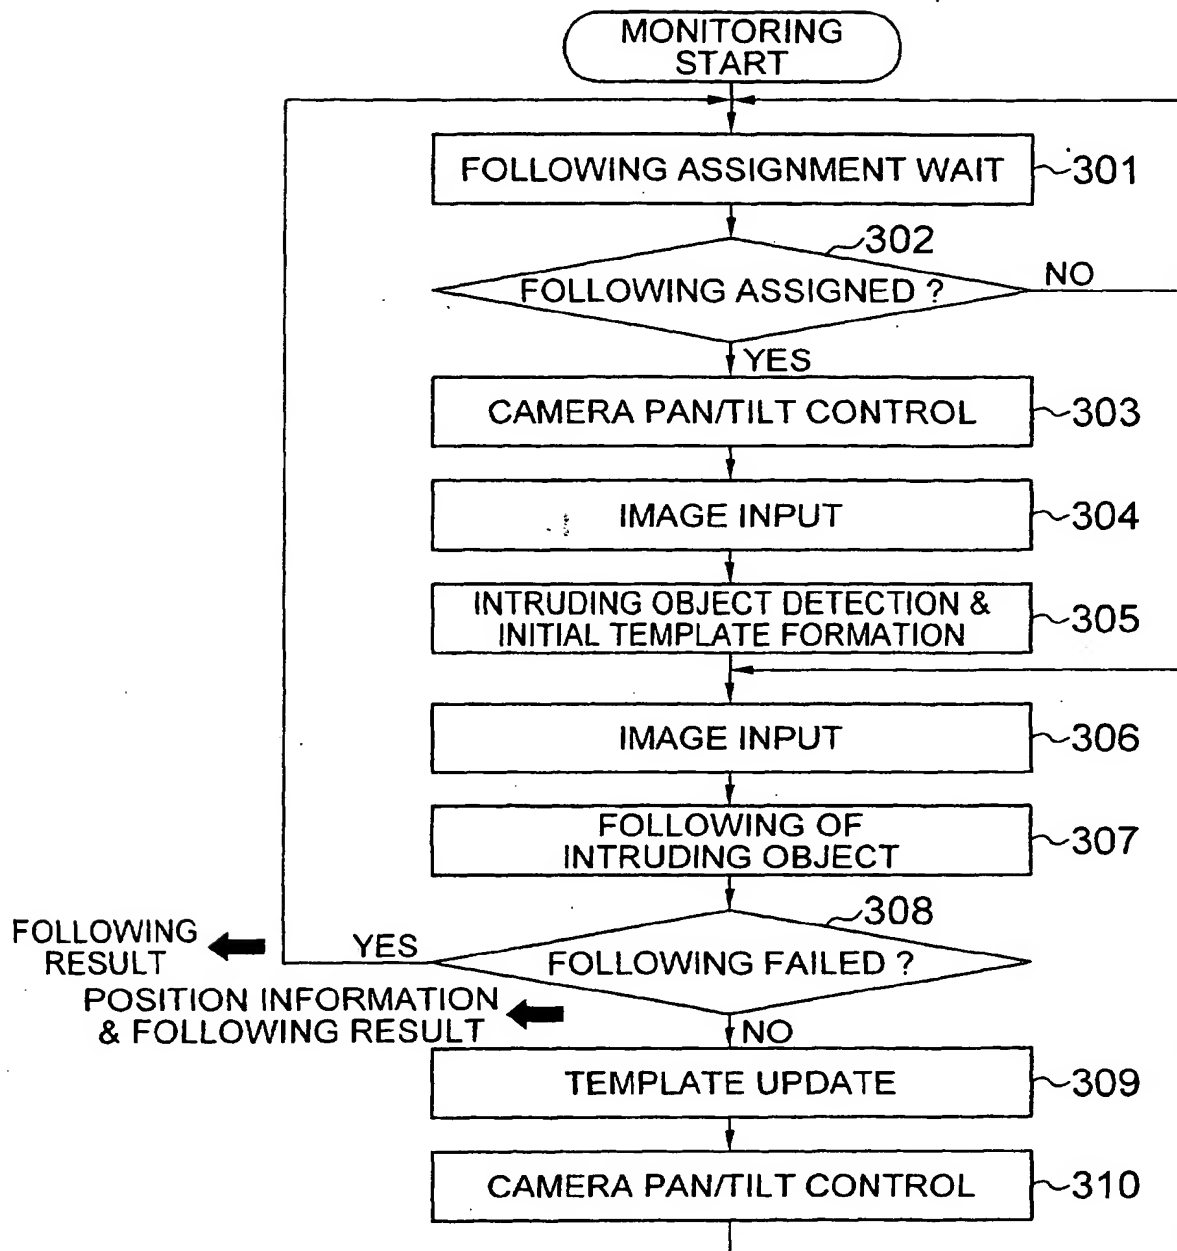 MONITORING
START
FOLLOWING ASSIGNMENT WAIT
301
302
FOLLOWING ASSIGNED ?
NO
YES
CAMERA PAN/TILT CONTROL
303
IMAGE INPUT
304
INTRUDING OBJECT DETECTION &
INITIAL TEMPLATE FORMATION
305
IMAGE INPUT
306
FOLLOWING OF
INTRUDING OBJECT
307
308
FOLLOWING FAILED ?
YES
FOLLOWING
RESULT
POSITION INFORMATION
& FOLLOWING RESULT
NO
TEMPLATE UPDATE
309
CAMERA PAN/TILT CONTROL
310